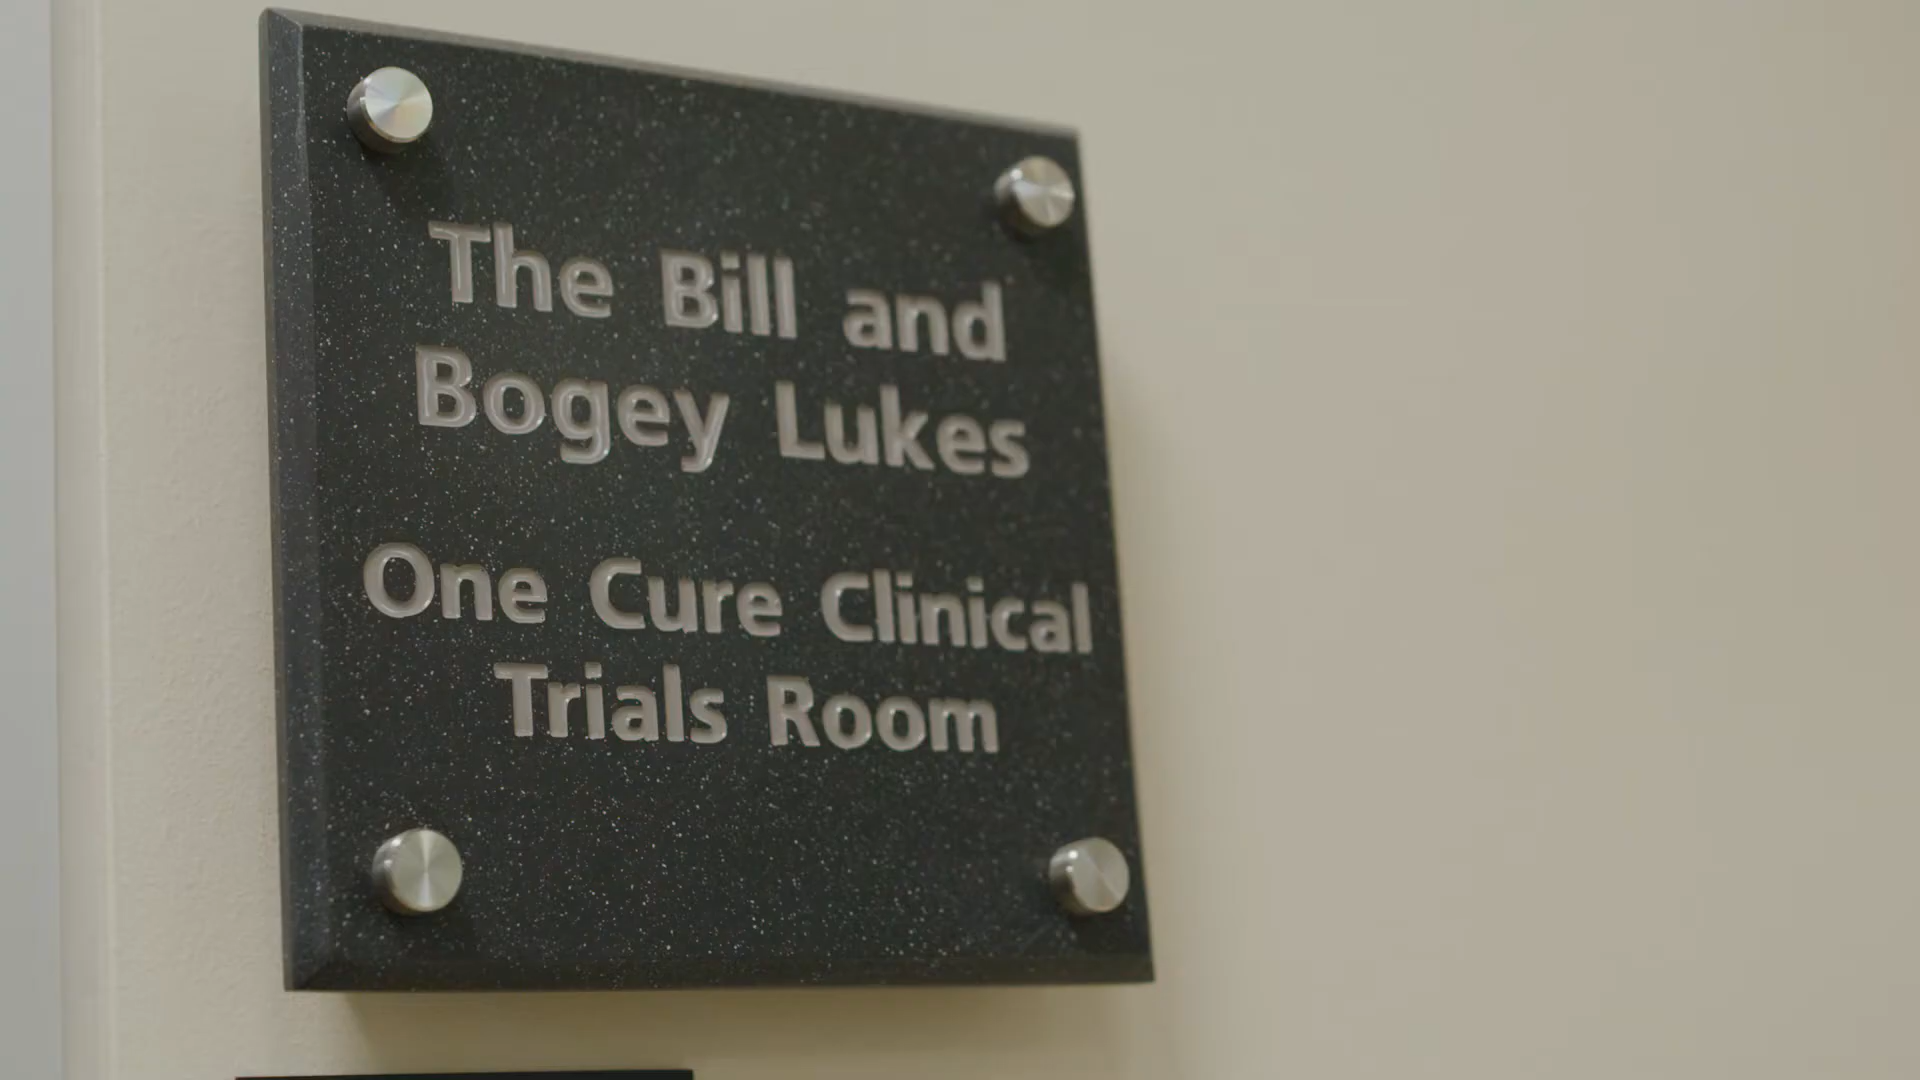 The Bill and
Bogey Lukes
One Cure Clinical
Trials Room